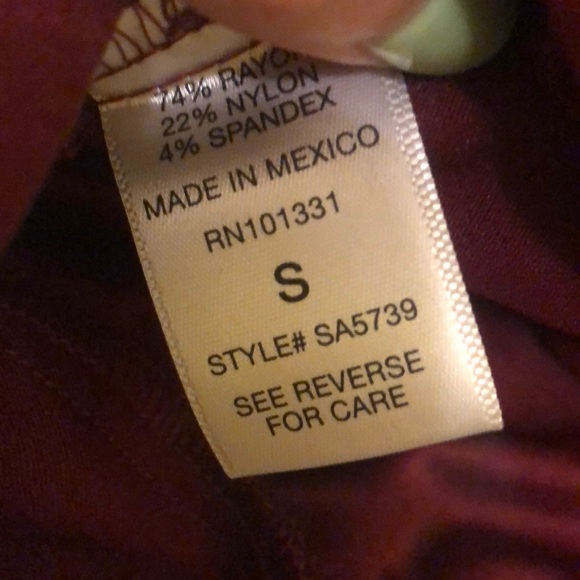 74% RAYON
22% NYLON
4% SPANDEX
MADE IN MEXICO
RN101331
S
STYLE# SA5739
SEE REVERSE
FOR CARE